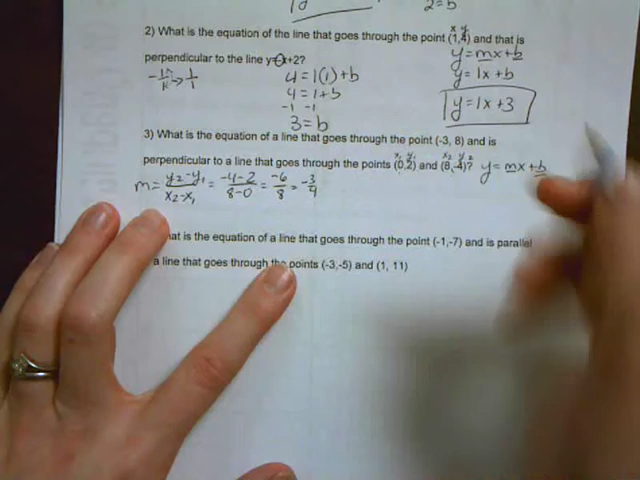 2 = b
2) What is the equation of the line that goes through the point (1,4) and that is
x y
perpendicular to the line y=-x+2?
y = mx + b
4 = 1(1) + b
y = 1x + b
4 = 1 + b
-1 -1
y = 1x + 3
3 = b
3) What is the equation of a line that goes through the point (-3, 8) and is
perpendicular to a line that goes through the points (0,2) and (8,-4)?
x₁ y₁ x₂ y₂
y = mx + b
m = y₂-y₁/x₂-x₁ = -4-2/8-0 = -6/8 = -3/4
hat is the equation of a line that goes through the point (-1,-7) and is parallel
a line that goes through the points (-3,-5) and (1, 11)